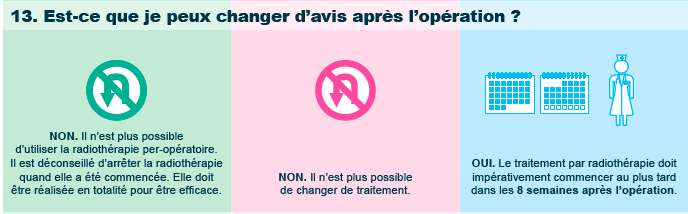 13. Est-ce que je peux changer d'avis après l'opération ?
NON. Il n'est plus possible
d'utiliser la radiothérapie per-opératoire.
Il est déconseillé d'arrêter la radiothérapie
quand elle a été commencée. Elle doit
être réalisée en totalité pour être efficace.
NON. Il n'est plus possible
de changer de traitement.
OUI. Le traitement par radiothérapie doit
impérativement commencer au plus tard
dans les 8 semaines après l'opération.